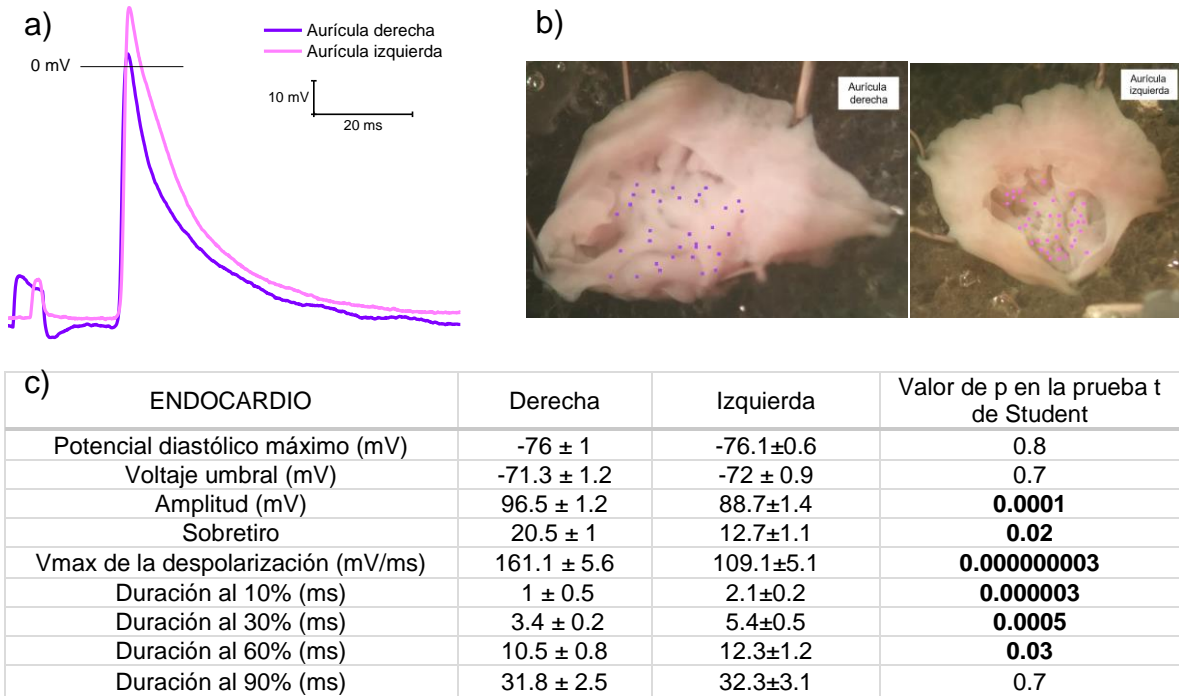 a)
Aurícula derecha
Aurícula izquierda
0 mV
10 mV
20 ms
b)
Aurícula
derecha
Aurícula
izquierda
c)
ENDOCARDIO Derecha Izquierda Valor de p en la prueba t
de Student
Potencial diastólico máximo (mV) -76 ± 1 -76.1±0.6 0.8
Voltaje umbral (mV) -71.3 ± 1.2 -72 ± 0.9 0.7
Amplitud (mV) 96.5 ± 1.2 88.7±1.4 0.0001
Sobretiro 20.5 ± 1 12.7±1.1 0.02
Vmax de la despolarización (mV/ms) 161.1 ± 5.6 109.1±5.1 0.000000003
Duración al 10% (ms) 1 ± 0.5 2.1±0.2 0.000003
Duración al 30% (ms) 3.4 ± 0.2 5.4±0.5 0.0005
Duración al 60% (ms) 10.5 ± 0.8 12.3±1.2 0.03
Duración al 90% (ms) 31.8 ± 2.5 32.3±3.1 0.7